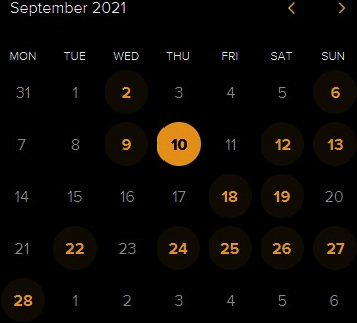 September 2021
MON TUE WED THU FRI SAT SUN
31 1 2 3 4 5 6
7 8 9 10 11 12 13
14 15 16 17 18 19 20
21 22 23 24 25 26 27
28 1 2 3 4 5 6